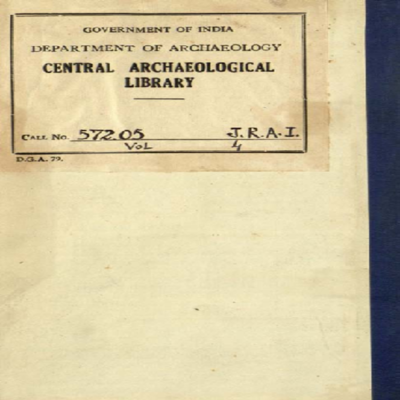 GOVERNMENT OF INDIA
DEPARTMENT OF ARCHAEOLOGY
CENTRAL ARCHAEOLOGICAL
LIBRARY
CALL No. 572.05 J.R.A.I.
Vol 4
D.G.A. 79.